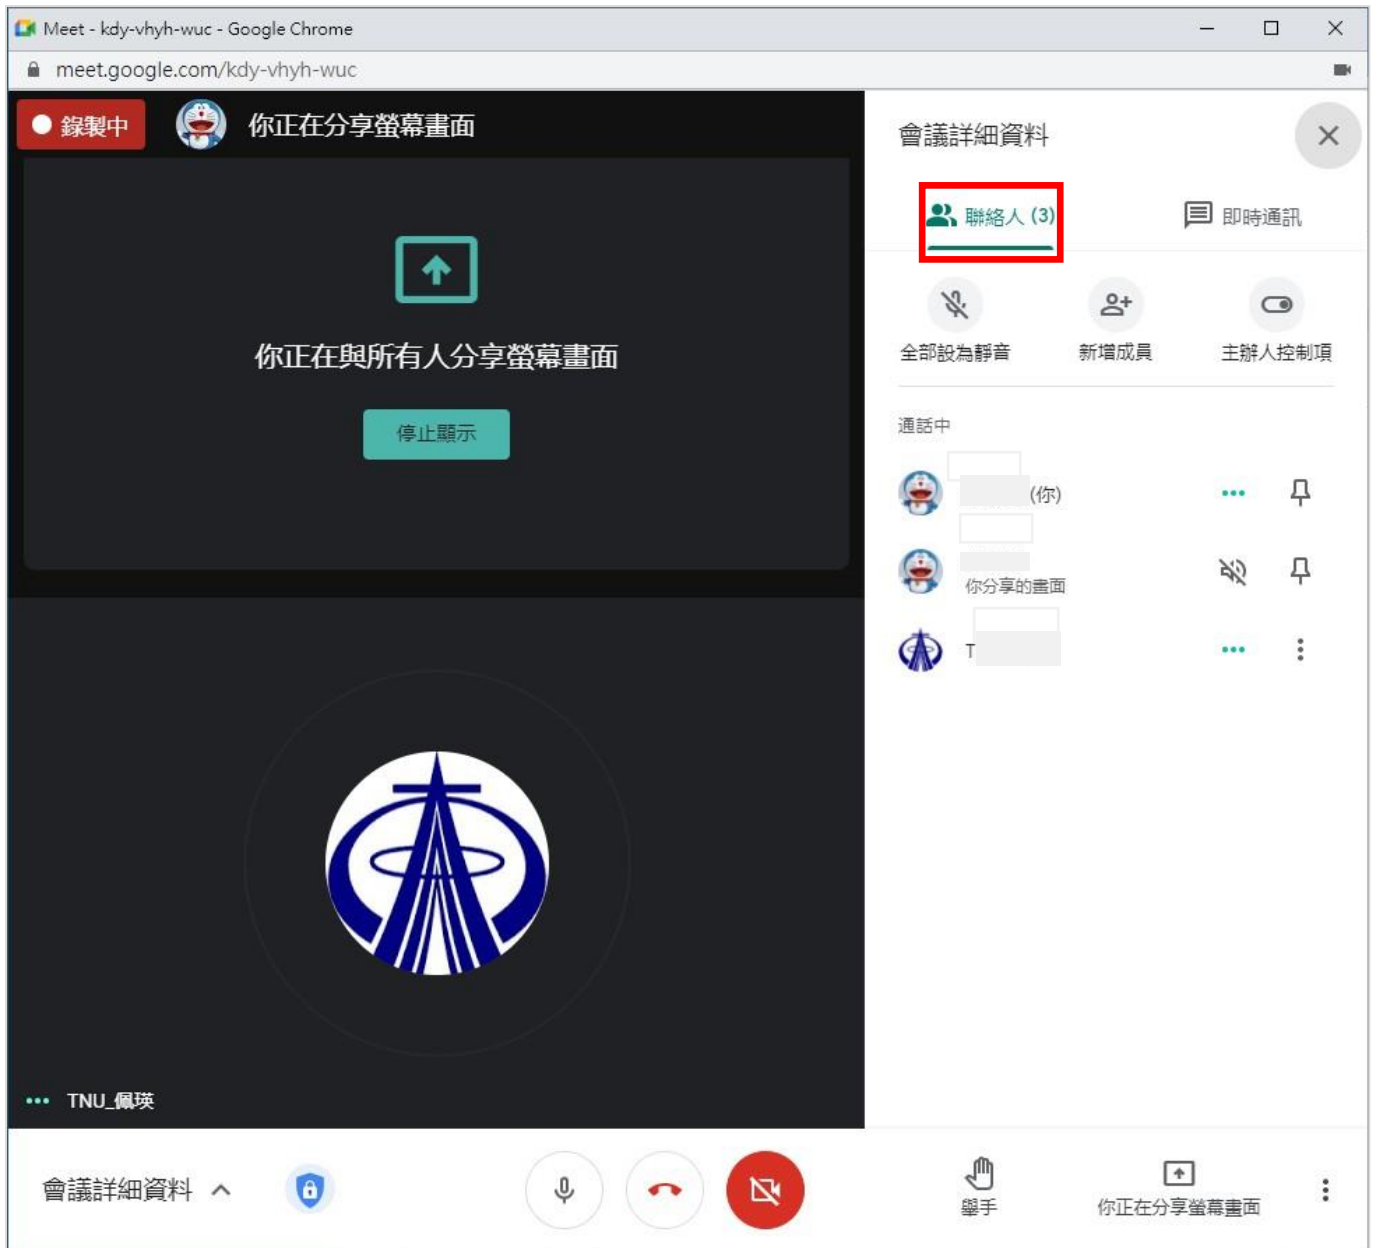 Meet - kdy-vhyh-wuc - Google Chrome
meet.google.com/kdy-vhyh-wuc
錄製中
你正在分享螢幕畫面
你正在與所有人分享螢幕畫面
停止顯示
TNU_佩瑛
會議詳細資料
聯絡人 (3)
即時通訊
全部設為靜音
新增成員
主辦人控制項
通話中
(你)
你分享的畫面
T
會議詳細資料
舉手
你正在分享螢幕畫面